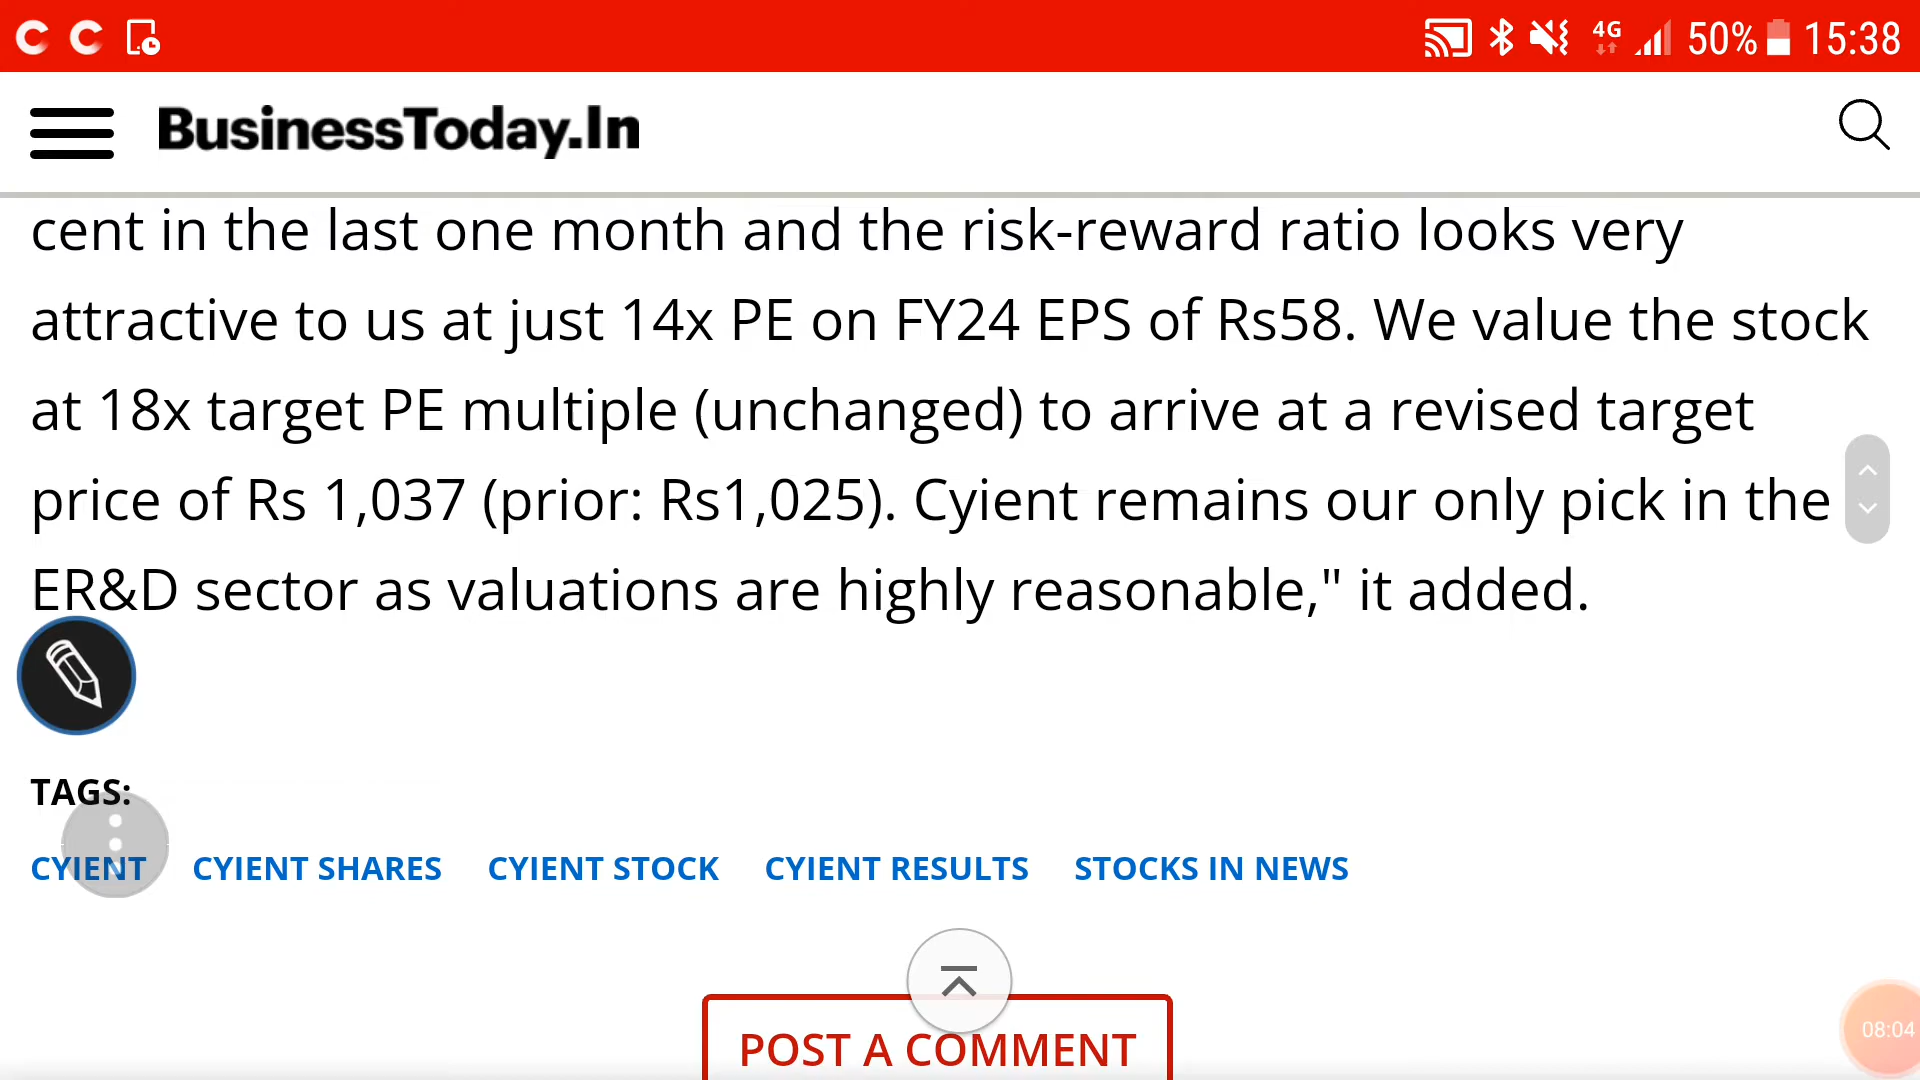 4G 50% 15:38
BusinessToday.In
cent in the last one month and the risk-reward ratio looks very
attractive to us at just 14x PE on FY24 EPS of Rs58. We value the stock
at 18x target PE multiple (unchanged) to arrive at a revised target
price of Rs 1,037 (prior: Rs1,025). Cyient remains our only pick in the
ER&D sector as valuations are highly reasonable," it added.
TAGS:
CYIENT CYIENT SHARES CYIENT STOCK CYIENT RESULTS STOCKS IN NEWS
POST A COMMENT
08:04